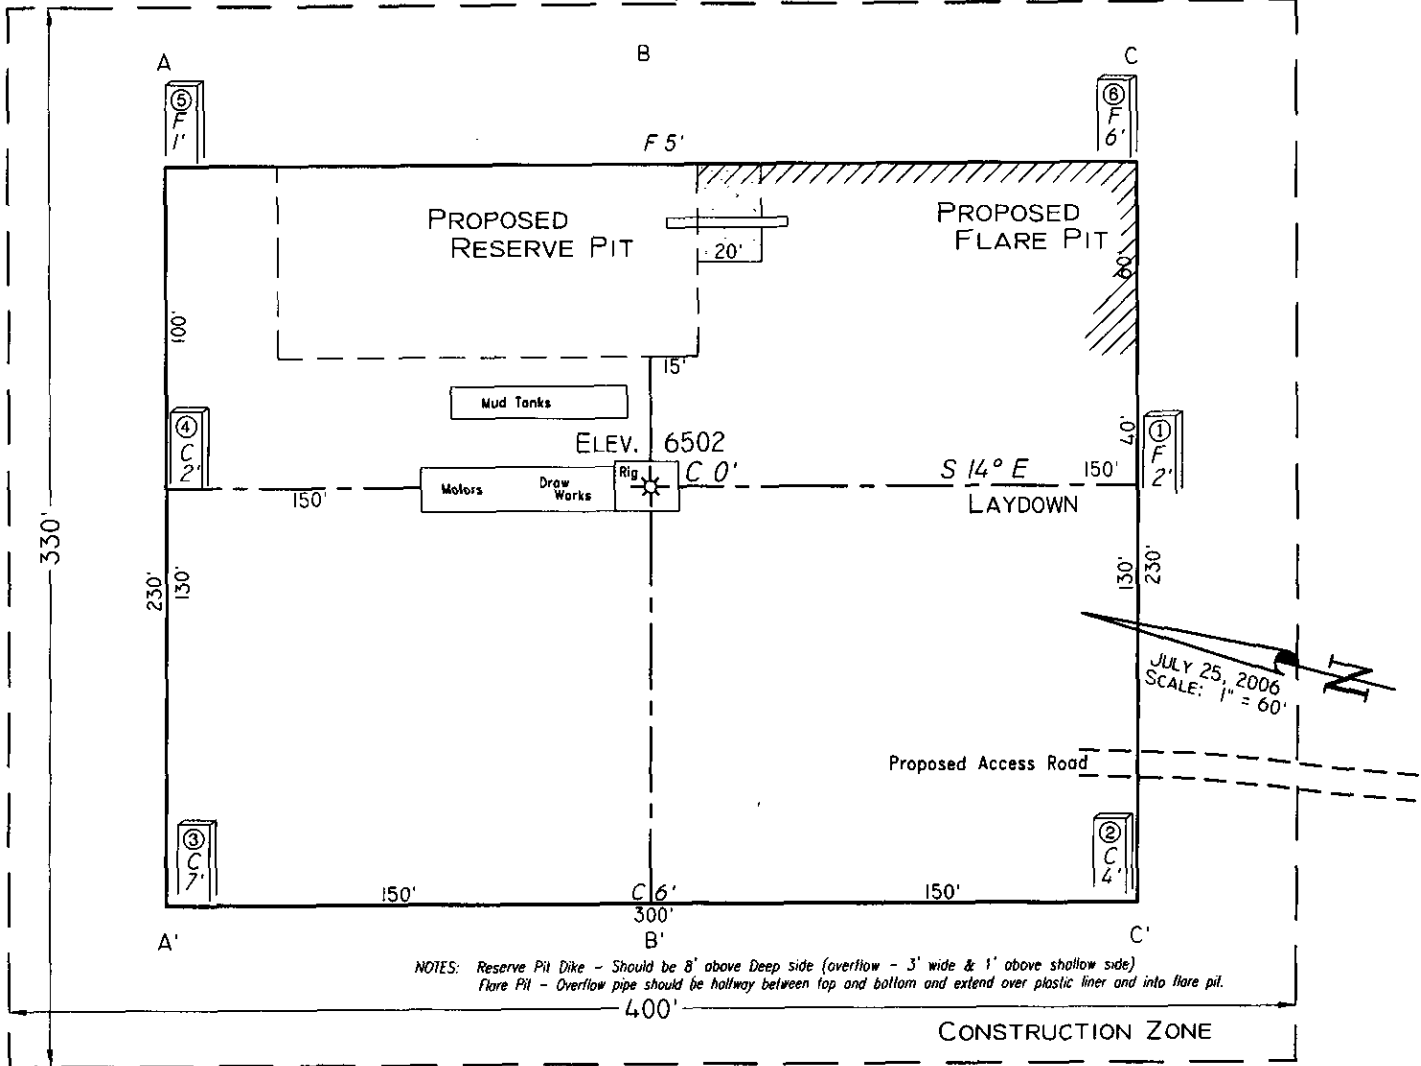 A
B
C
⑤
F
1'
⑥
F
6'
F 5'
PROPOSED
RESERVE PIT
20'
PROPOSED
FLARE PIT
60'
100'
15'
Mud Tanks
④
C
2'
40'
①
F
2'
ELEV. 6502
Rig
C 0'
S 14° E
150'
LAYDOWN
Motors
Draw
Works
150'
330'
230'
130'
130'
230'
N
JULY 25, 2006
SCALE: 1" = 60'
Proposed Access Road
③
C
7'
②
C
4'
150'
C 6'
150'
300'
A'
B'
C'
NOTES: Reserve Pit Dike - Should be 8' above Deep side (overflow - 3' wide & 1' above shallow side)
Flare Pit - Overflow pipe should be halfway between top and bottom and extend over plastic liner and into flare pit.
400'
CONSTRUCTION ZONE